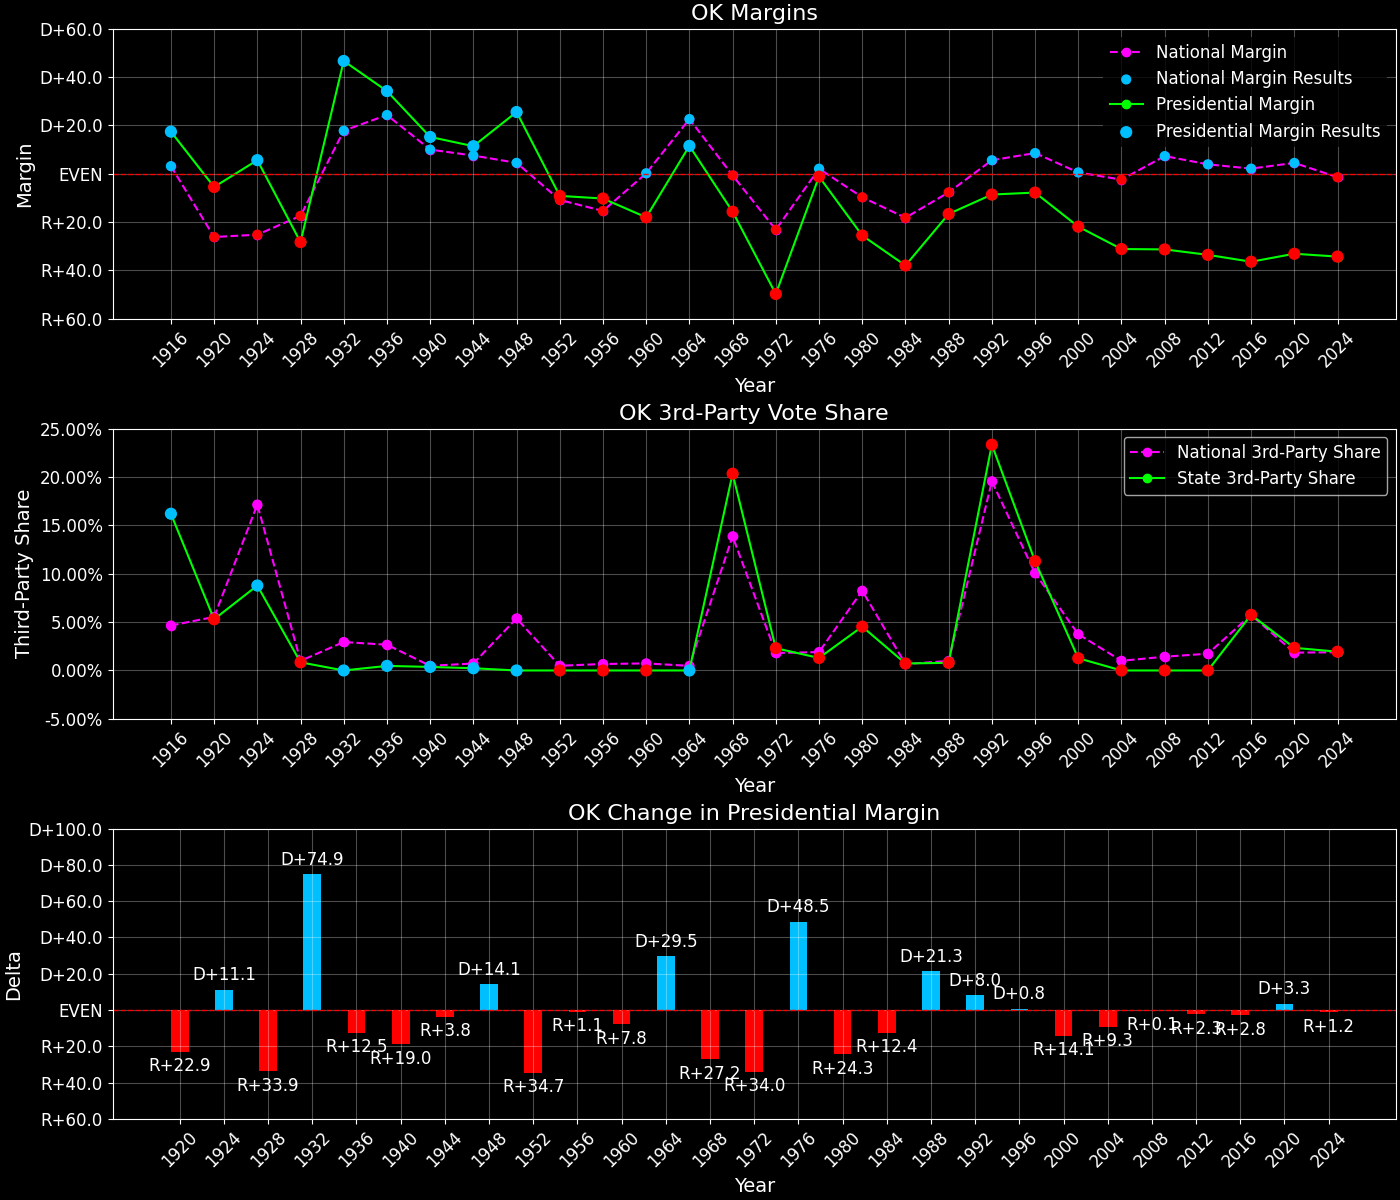 OK Margins
D+60.0
D+40.0
D+20.0
EVEN
R+20.0
R+40.0
R+60.0
Margin
National Margin
National Margin Results
Presidential Margin
Presidential Margin Results
1916 1920 1924 1928 1932 1936 1940 1944 1948 1952 1956 1960 1964 1968 1972 1976 1980 1984 1988 1992 1996 2000 2004 2008 2012 2016 2020 2024
Year
OK 3rd-Party Vote Share
25.00%
20.00%
15.00%
10.00%
5.00%
0.00%
-5.00%
Third-Party Share
National 3rd-Party Share
State 3rd-Party Share
1916 1920 1924 1928 1932 1936 1940 1944 1948 1952 1956 1960 1964 1968 1972 1976 1980 1984 1988 1992 1996 2000 2004 2008 2012 2016 2020 2024
Year
OK Change in Presidential Margin
D+100.0
D+80.0
D+60.0
D+40.0
D+20.0
EVEN
R+20.0
R+40.0
R+60.0
Delta
R+22.9
D+11.1
R+33.9
D+74.9
R+12.5
R+19.0
R+3.8
D+14.1
R+34.7
R+1.1
R+7.8
D+29.5
R+27.2
R+34.0
D+48.5
R+24.3
R+12.4
D+21.3
D+8.0
D+0.8
R+14.1
R+9.3
R+0.1
R+2.3
R+2.8
D+3.3
R+1.2
1920 1924 1928 1932 1936 1940 1944 1948 1952 1956 1960 1964 1968 1972 1976 1980 1984 1988 1992 1996 2000 2004 2008 2012 2016 2020 2024
Year